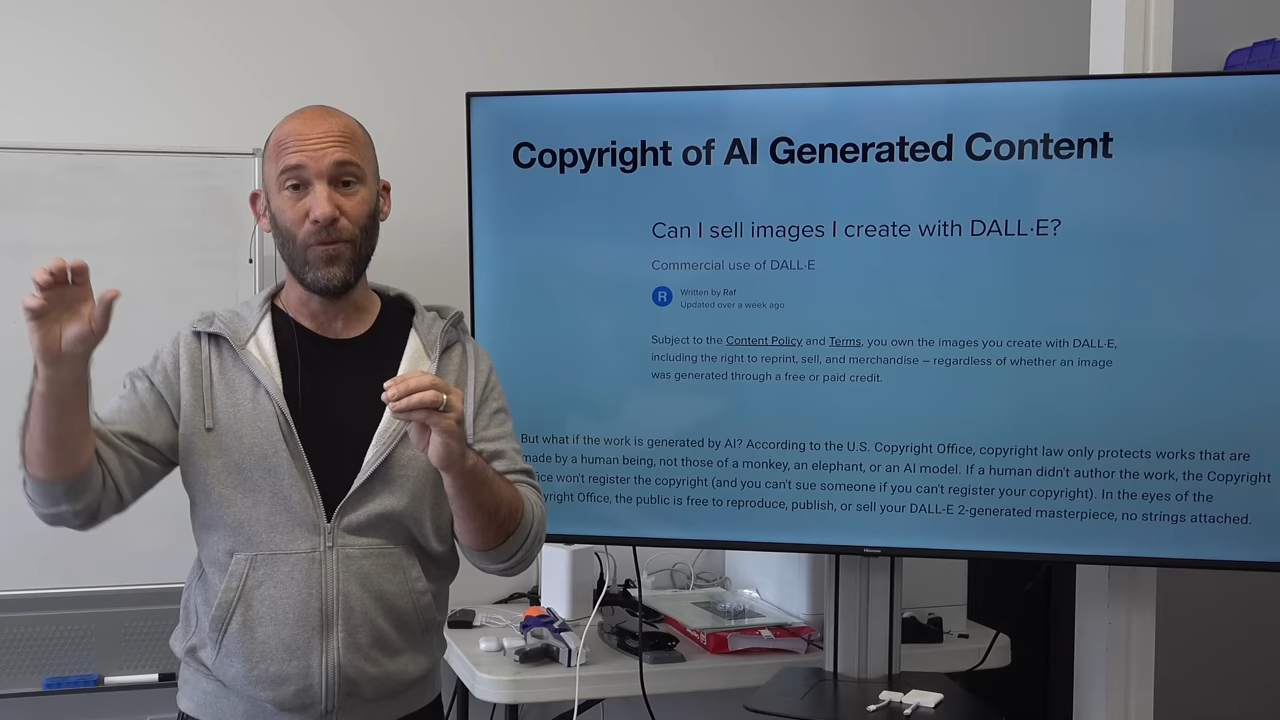 Copyright of AI Generated Content
Can I sell images I create with DALL·E?
Commercial use of DALL·E
R
Written by Raf
Updated over a week ago
Subject to the Content Policy and Terms, you own the images you create with DALL·E,
including the right to reprint, sell, and merchandise – regardless of whether an image
was generated through a free or paid credit.
But what if the work is generated by AI? According to the U.S. Copyright Office, copyright law only protects works that are
made by a human being, not those of a monkey, an elephant, or an AI model. If a human didn't author the work, the Copyright
ice won't register the copyright (and you can't sue someone if you can't register your copyright). In the eyes of the
yright Office, the public is free to reproduce, publish, or sell your DALL-E 2-generated masterpiece, no strings attached.
Hisense